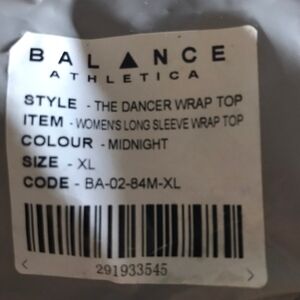 BALANCE
ATHLETICA
STYLE - THE DANCER WRAP TOP
ITEM - WOMEN'S LONG SLEEVE WRAP TOP
COLOUR - MIDNIGHT
SIZE - XL
CODE - BA-02-84M-XL
< 291933545 >